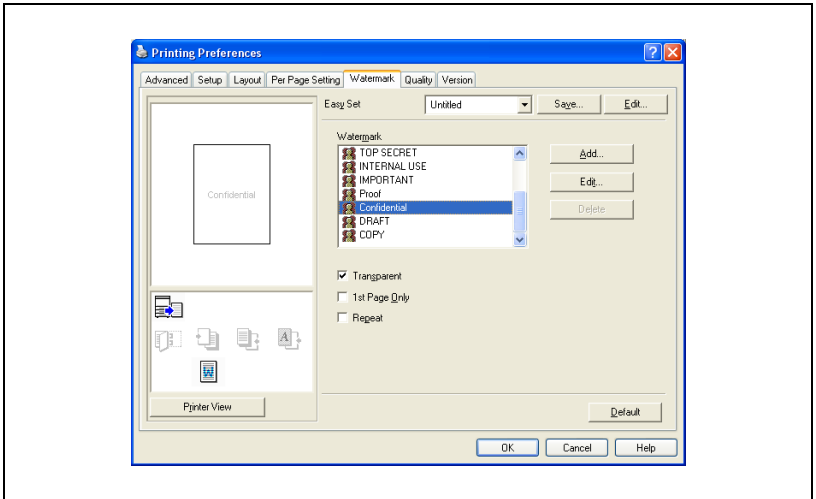 Printing Preferences
Advanced Setup Layout Per Page Setting Watermark Quality Version
Easy Set Untitled Save... Edit...
Watermark
TOP SECRET
INTERNAL USE
IMPORTANT
Proof
Confidential
DRAFT
COPY
Add...
Edit...
Delete
Confidential
Transparent
1st Page Only
Repeat
Printer View
Default
OK Cancel Help